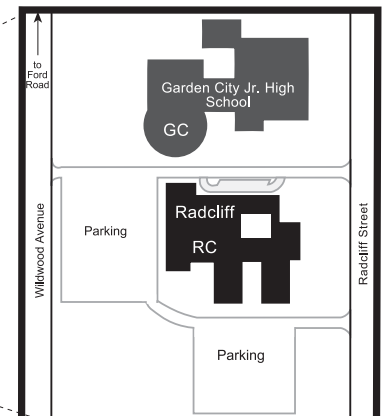 to
Ford
Road
Garden City Jr. High
School
GC
Radcliff
RC
Parking
Wildwood Avenue
Radcliff Street
Parking